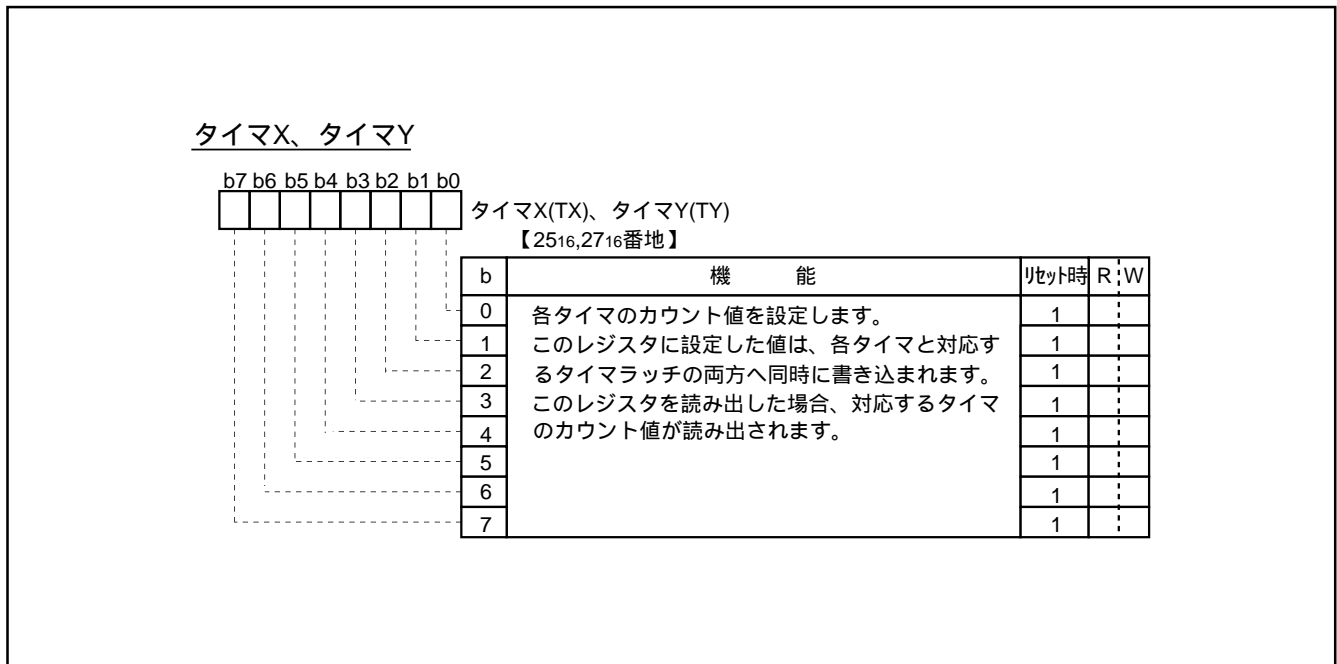 タイマX、タイマY
b7 b6 b5 b4 b3 b2 b1 b0
タイマX(TX)、タイマY(TY)
【2516,2716番地】
b 機 能 リセット時 R W
0 各タイマのカウント値を設定します。 1
1 このレジスタに設定した値は、各タイマと対応す 1
2 るタイマラッチの両方へ同時に書き込まれます。 1
3 このレジスタを読み出した場合、対応するタイマ 1
4 のカウント値が読み出されます。 1
5 1
6 1
7 1